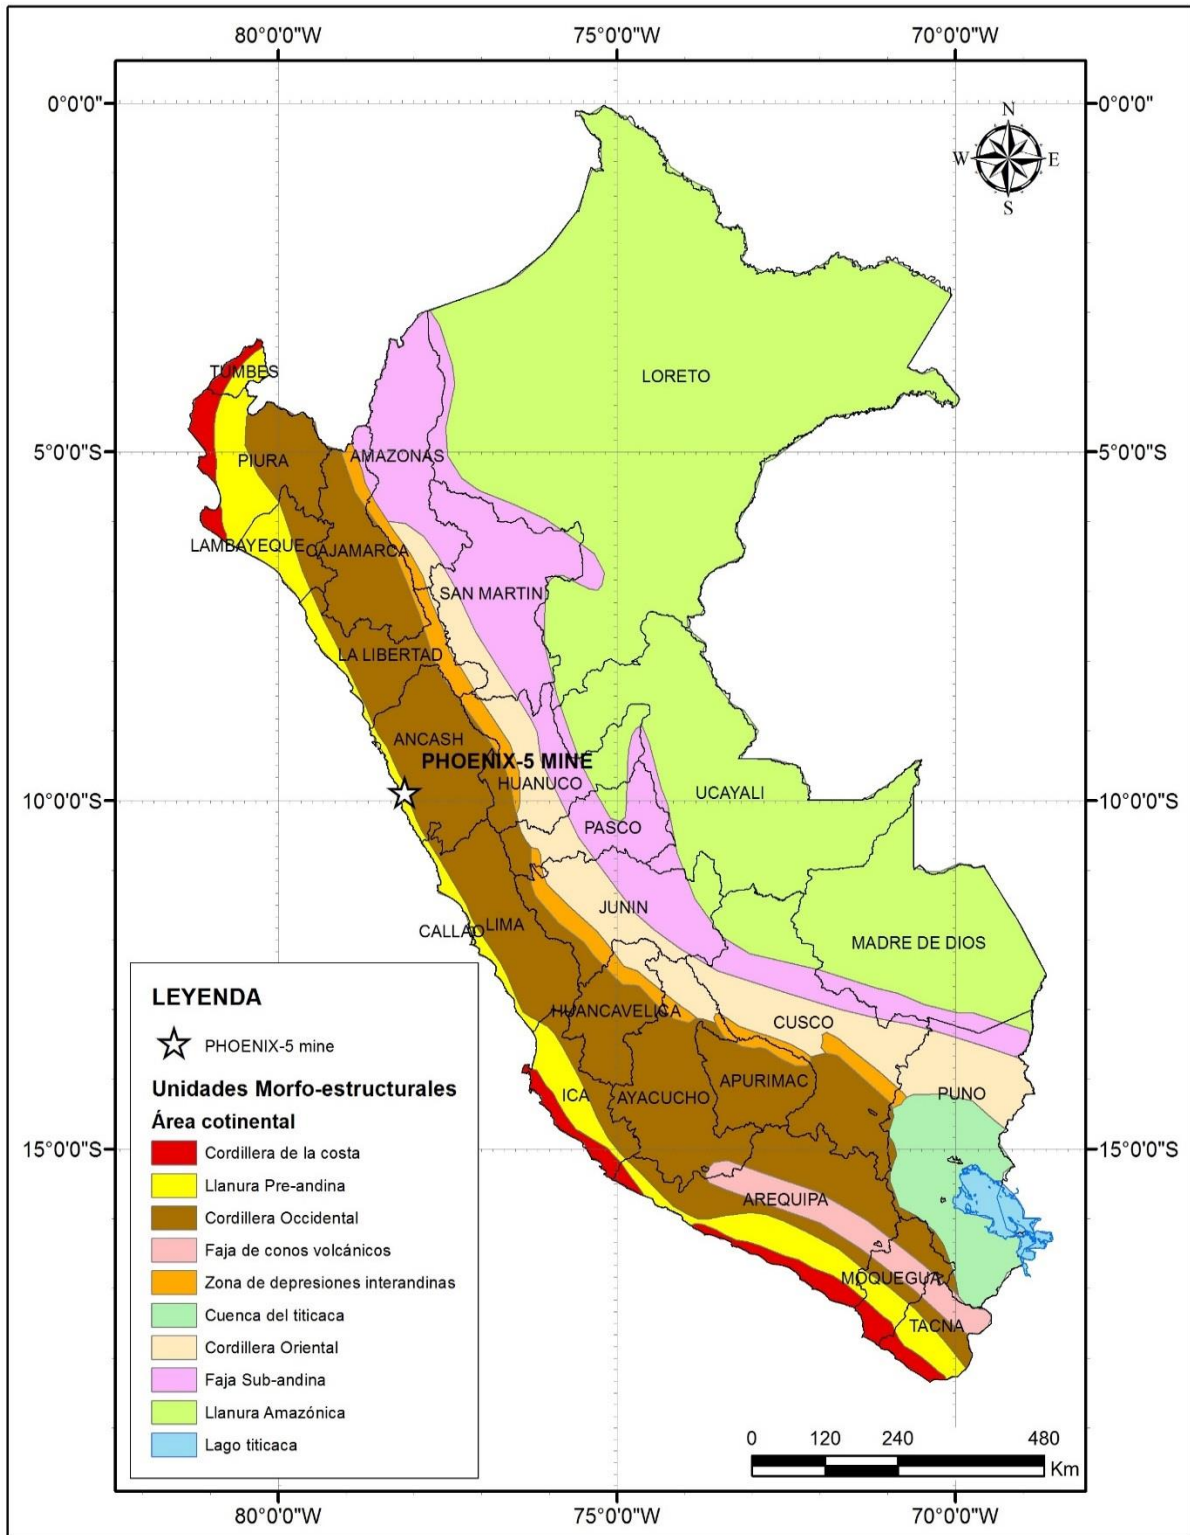 80°0'0"W 75°0'0"W 70°0'0"W
0°0'0" 0°0'0"
N
W E
S
LORETO
TUMBES
5°0'0"S AMAZONAS 5°0'0"S
PIURA
LAMBAYEQUE CAJAMARCA
SAN MARTIN
LA LIBERTAD
ANCASH
PHOENIX-5 MINE
HUANUCO
UCAYALI
10°0'0"S 10°0'0"S
PASCO
JUNIN
CALLAO LIMA
MADRE DE DIOS
HUANCAVELICA
CUSCO
APURIMAC
ICA AYACUCHO PUNO
15°0'0"S 15°0'0"S
AREQUIPA
MOQUEGUA
TACNA
LEYENDA
PHOENIX-5 mine
Unidades Morfo-estructurales
Área cotinental
Cordillera de la costa
Llanura Pre-andina
Cordillera Occidental
Faja de conos volcánicos
Zona de depresiones interandinas
Cuenca del titicaca
Cordillera Oriental
Faja Sub-andina
Llanura Amazónica
Lago titicaca
0 120 240 480
Km
80°0'0"W 75°0'0"W 70°0'0"W